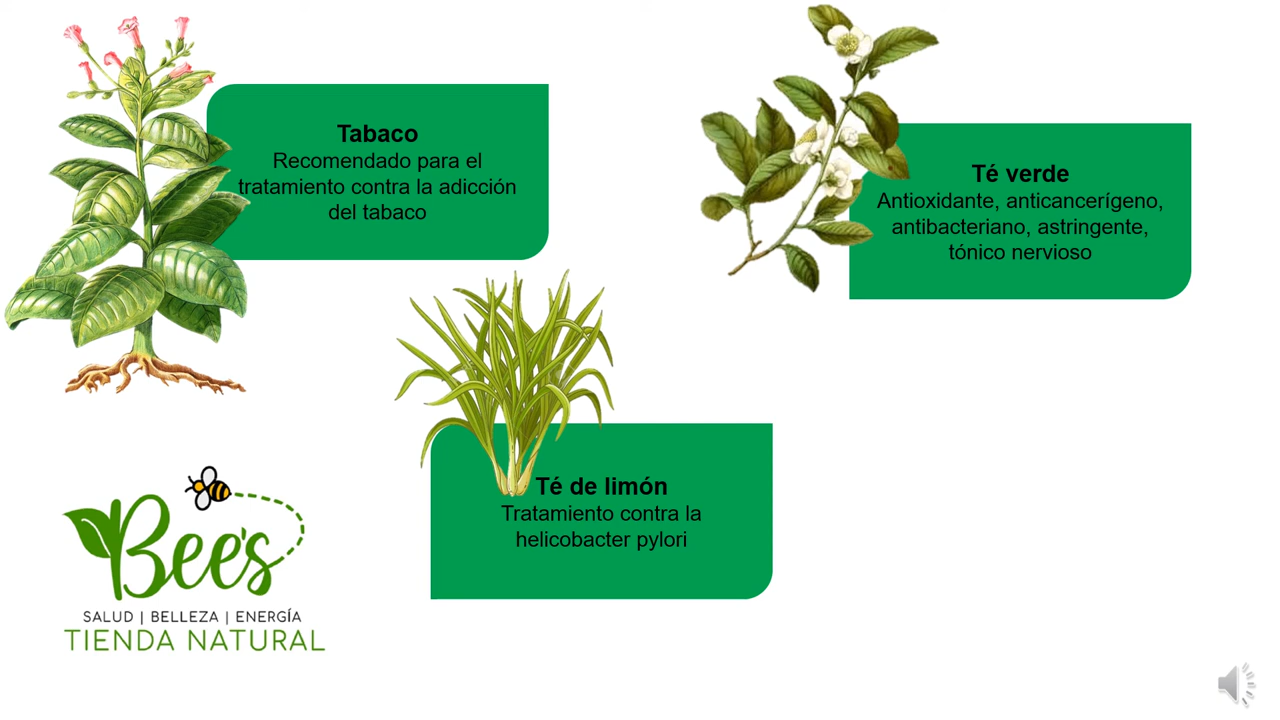 Tabaco
Recomendado para el
tratamiento contra la adicción
del tabaco
Té verde
Antioxidante, anticancerígeno,
antibacteriano, astringente,
tónico nervioso
Té de limón
Tratamiento contra la
helicobacter pylori
Bee's
SALUD | BELLEZA | ENERGÍA
TIENDA NATURAL